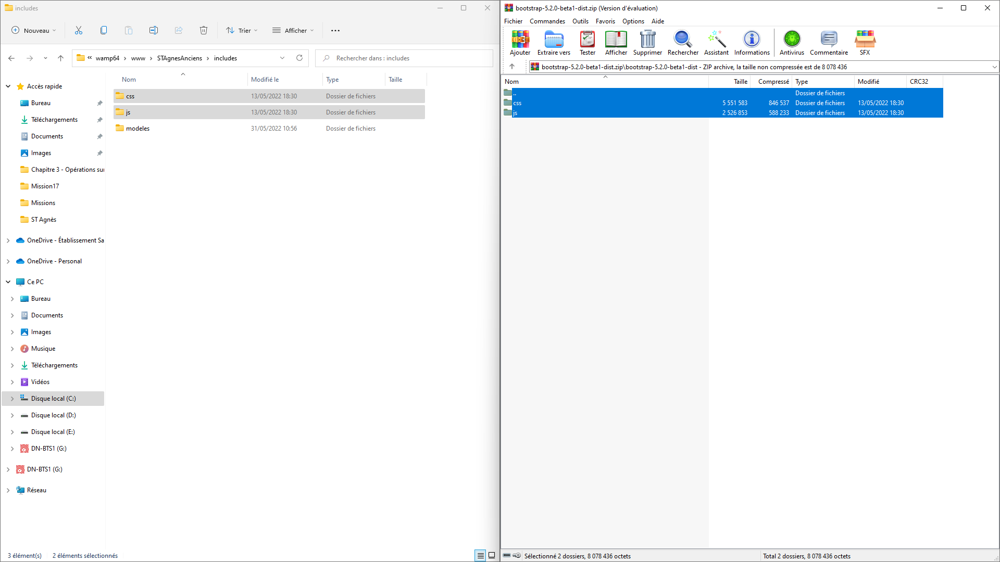 includes
Nouveau
Trier
Afficher
« wamp64 › www › STAgnesAnciens › includes
Rechercher dans : includes
Nom Modifié le Type Taille
css 13/05/2022 18:30 Dossier de fichiers
js 13/05/2022 18:30 Dossier de fichiers
modeles 31/05/2022 10:56 Dossier de fichiers
Accès rapide
Bureau
Téléchargements
Documents
Images
Chapitre 3 - Opérations sur
Mission17
Missions
ST Agnès
OneDrive - Établissement Sa
OneDrive - Personal
Ce PC
Bureau
Documents
Images
Musique
Téléchargements
Vidéos
Disque local (C:)
Disque local (D:)
Disque local (E:)
DN-BTS1 (G:)
DN-BTS1 (G:)
Réseau
3 élément(s) 2 éléments sélectionnés
bootstrap-5.2.0-beta1-dist.zip (Version d'évaluation)
Fichier Commandes Outils Favoris Options Aide
Ajouter Extraire vers Tester Afficher Supprimer Rechercher Assistant Informations Antivirus Commentaire SFX
bootstrap-5.2.0-beta1-dist.zip\bootstrap-5.2.0-beta1-dist - ZIP archive, la taille non compressée est de 8 078 436
Nom Taille Compressé Type Modifié CRC32
.. Dossier de fichiers
css 5 551 583 846 537 Dossier de fichiers 13/05/2022 18:30
js 2 526 853 588 233 Dossier de fichiers 13/05/2022 18:30
Sélectionné 2 dossiers, 8 078 436 octets
Total 2 dossiers, 8 078 436 octets